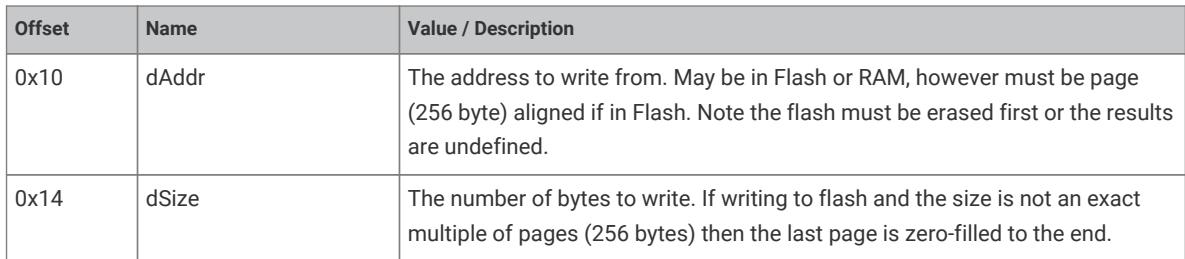 Offset Name Value / Description
0x10 dAddr The address to write from. May be in Flash or RAM, however must be page
(256 byte) aligned if in Flash. Note the flash must be erased first or the results
are undefined.
0x14 dSize The number of bytes to write. If writing to flash and the size is not an exact
multiple of pages (256 bytes) then the last page is zero-filled to the end.